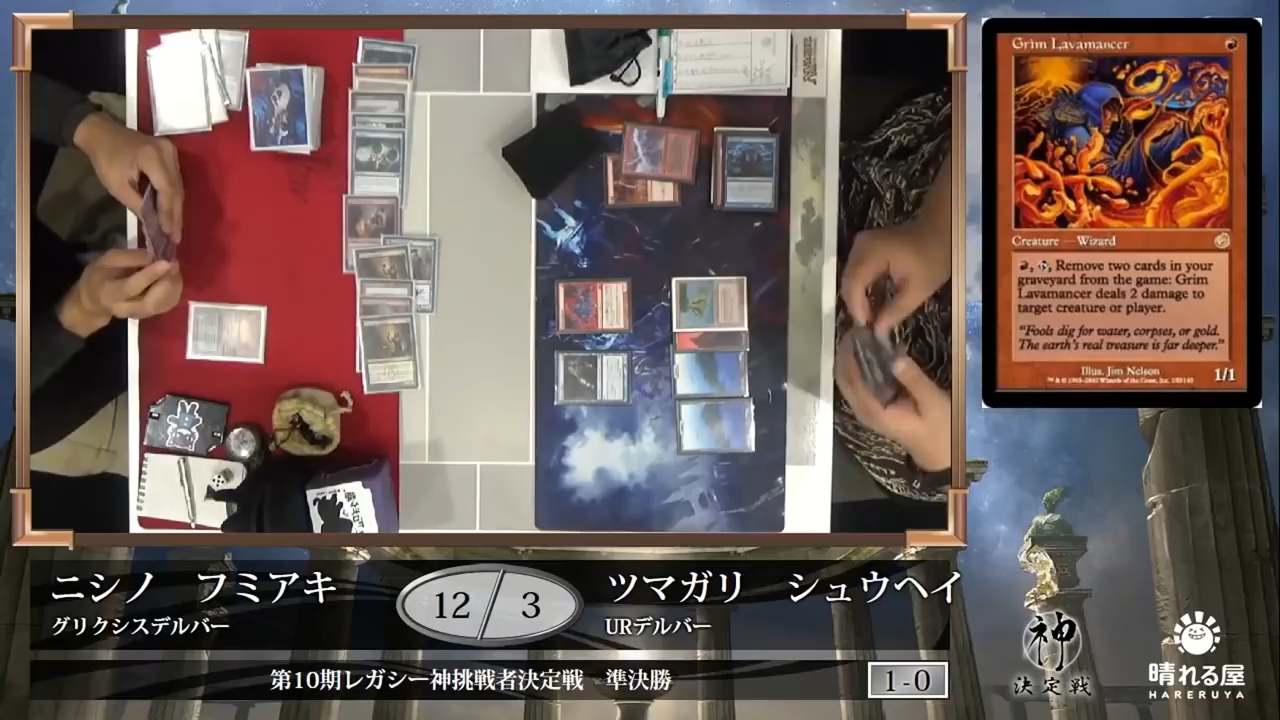 Grim Lavamancer
Creature — Wizard
, , Remove two cards in your
graveyard from the game: Grim
Lavamancer deals 2 damage to
target creature or player.
"Fools dig for water, corpses, or gold.
The earth's real treasure is far deeper."
Illus. Jim Nelson
1/1
ニシノ フミアキ
グリクシスデルバー
12 / 3
ツマガリ シュウヘイ
URデルバー
第10期レガシー神挑戦者決定戦 準決勝
1-0
神
決定戦
晴れる屋
HARERUYA